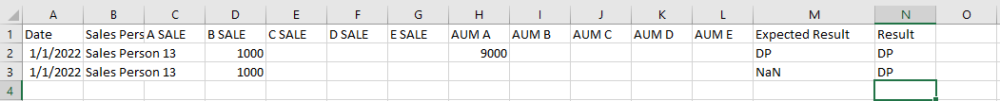 A B C D E F G H I J K L M N O
1 Date Sales Pers A SALE B SALE C SALE D SALE E SALE AUM A AUM B AUM C AUM D AUM E Expected Result Result
2 1/1/2022 Sales Person 13 1000 9000 DP DP
3 1/1/2022 Sales Person 13 1000 NaN DP
4